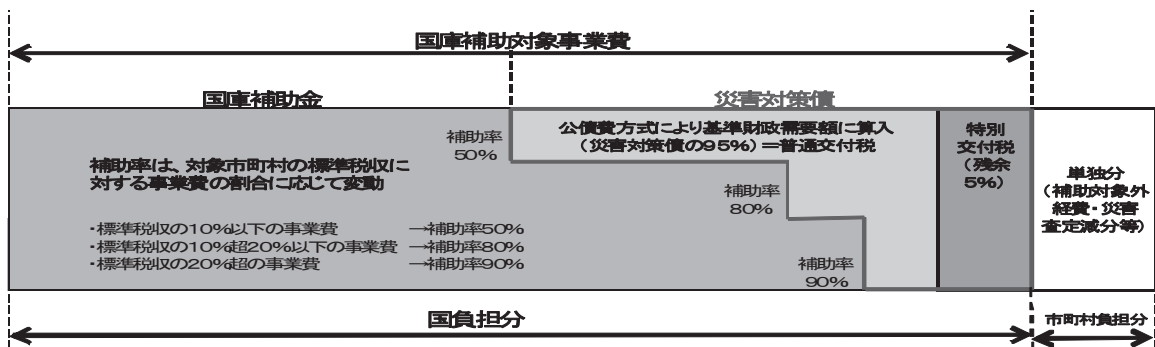 国庫補助対象事業費
国庫補助金
災害対策債
補助率
50%
公債費方式により基準財政需要額に算入
（災害対策債の95%）＝普通交付税
特別
交付税
（残余
5%）
補助率は、対象市町村の標準税収に
対する事業費の割合に応じて変動
補助率
80%
単独分
（補助対象外
経費・災害
査定減分等）
・標準税収の10%以下の事業費　→補助率50%
・標準税収の10%超20%以下の事業費　→補助率80%
・標準税収の20%超の事業費　→補助率90%
補助率
90%
国負担分
市町村負担分